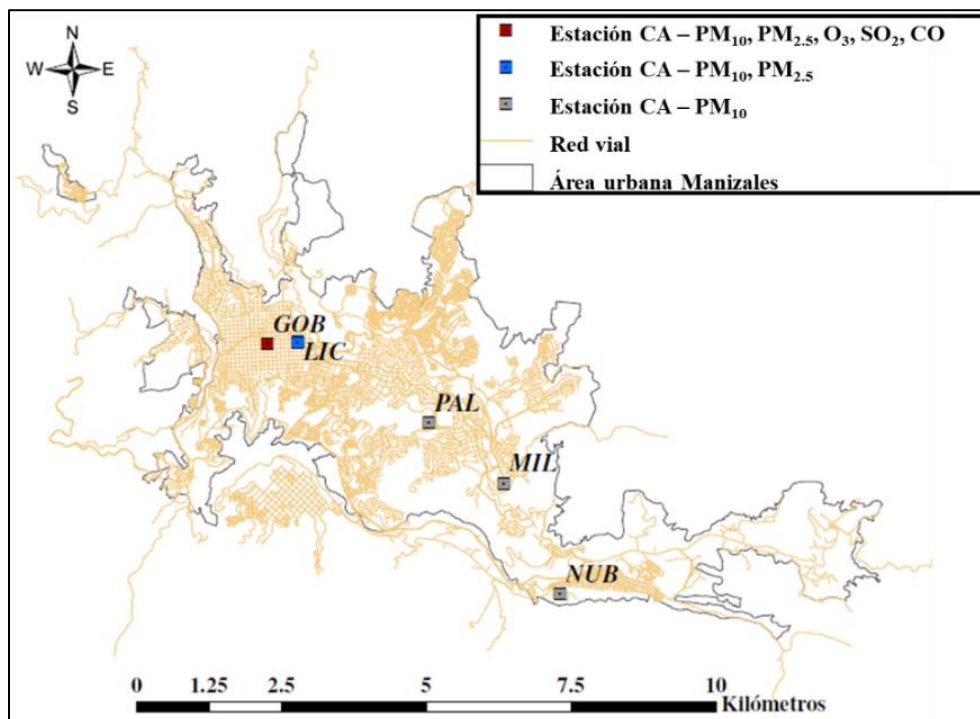 N
W E
S
Estación CA – PM₁₀, PM₂.₅, O₃, SO₂, CO
Estación CA – PM₁₀, PM₂.₅
Estación CA – PM₁₀
Red vial
Área urbana Manizales
GOB
LIC
PAL
MIL
NUB
0 1.25 2.5 5 7.5 10
Kilómetros